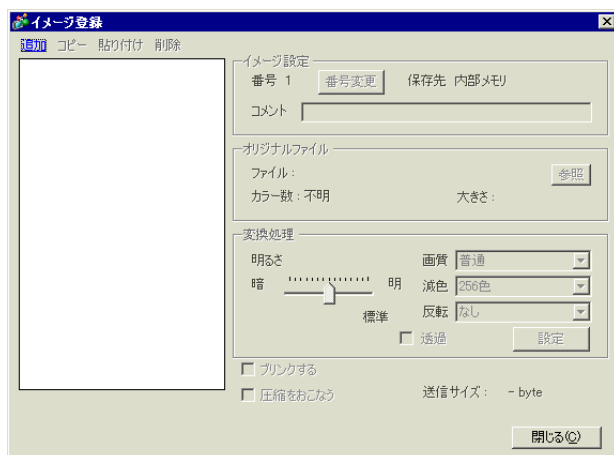 イメージ登録
追加 コピー 貼り付け 削除
イメージ設定
番号 1 番号変更 保存先 内部メモリ
コメント
オリジナルファイル
ファイル : 参照
カラー数 : 不明 大きさ :
変換処理
明るさ 画質 普通
暗 明 減色 256色
標準 反転 なし
透過 設定
ブリンクする
圧縮をおこなう 送信サイズ : - byte
閉じる(C)